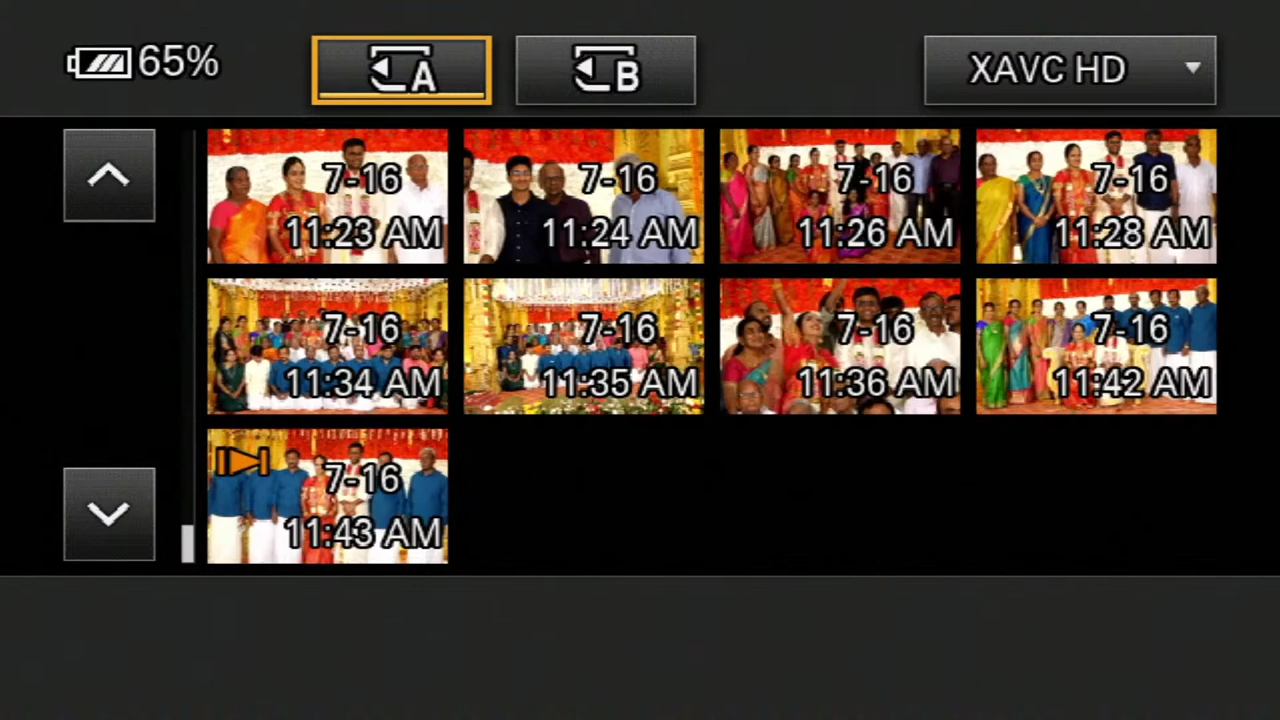 65%
A
B
XAVC HD
7-16
11:23 AM
7-16
11:24 AM
7-16
11:26 AM
7-16
11:28 AM
7-16
11:34 AM
7-16
11:35 AM
7-16
11:36 AM
7-16
11:42 AM
7-16
11:43 AM